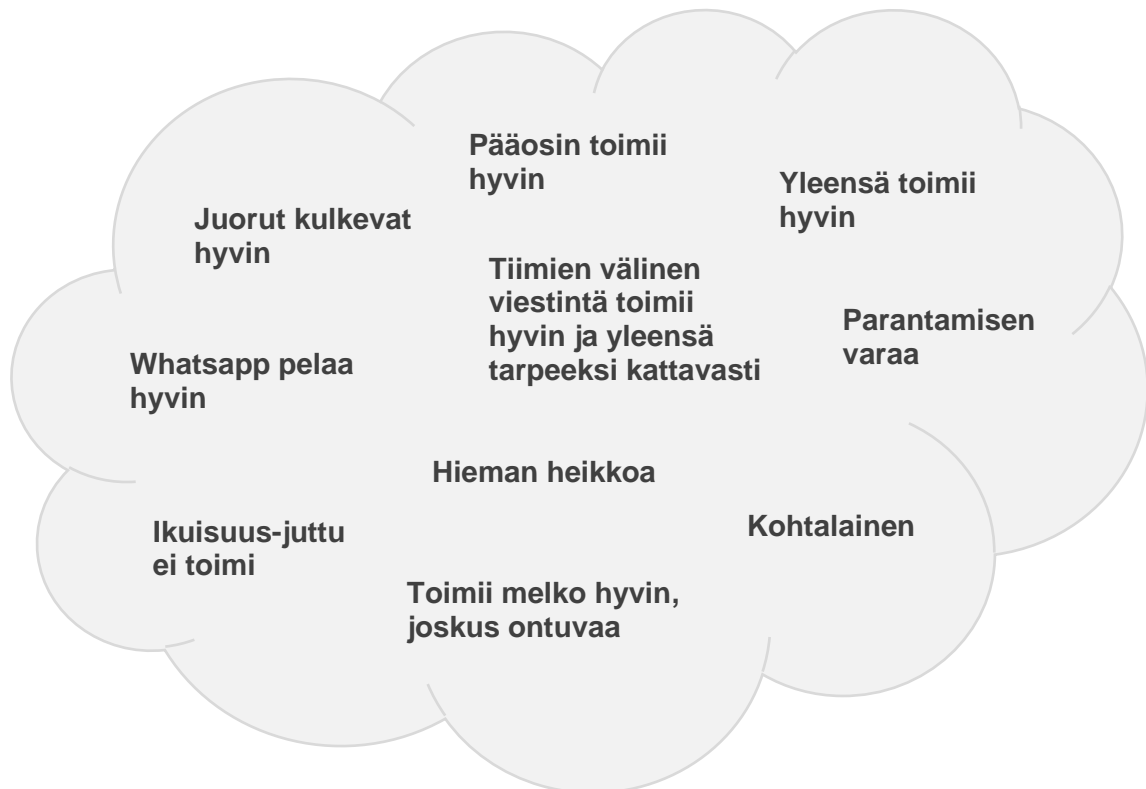 Pääosin toimii
hyvin
Yleensä toimii
hyvin
Juorut kulkevat
hyvin
Tiimien välinen
viestintä toimii
hyvin ja yleensä
tarpeeksi kattavasti
Parantamisen
varaa
Whatsapp pelaa
hyvin
Hieman heikkoa
Ikuisuus-juttu
ei toimi
Kohtalainen
Toimii melko hyvin,
joskus ontuvaa